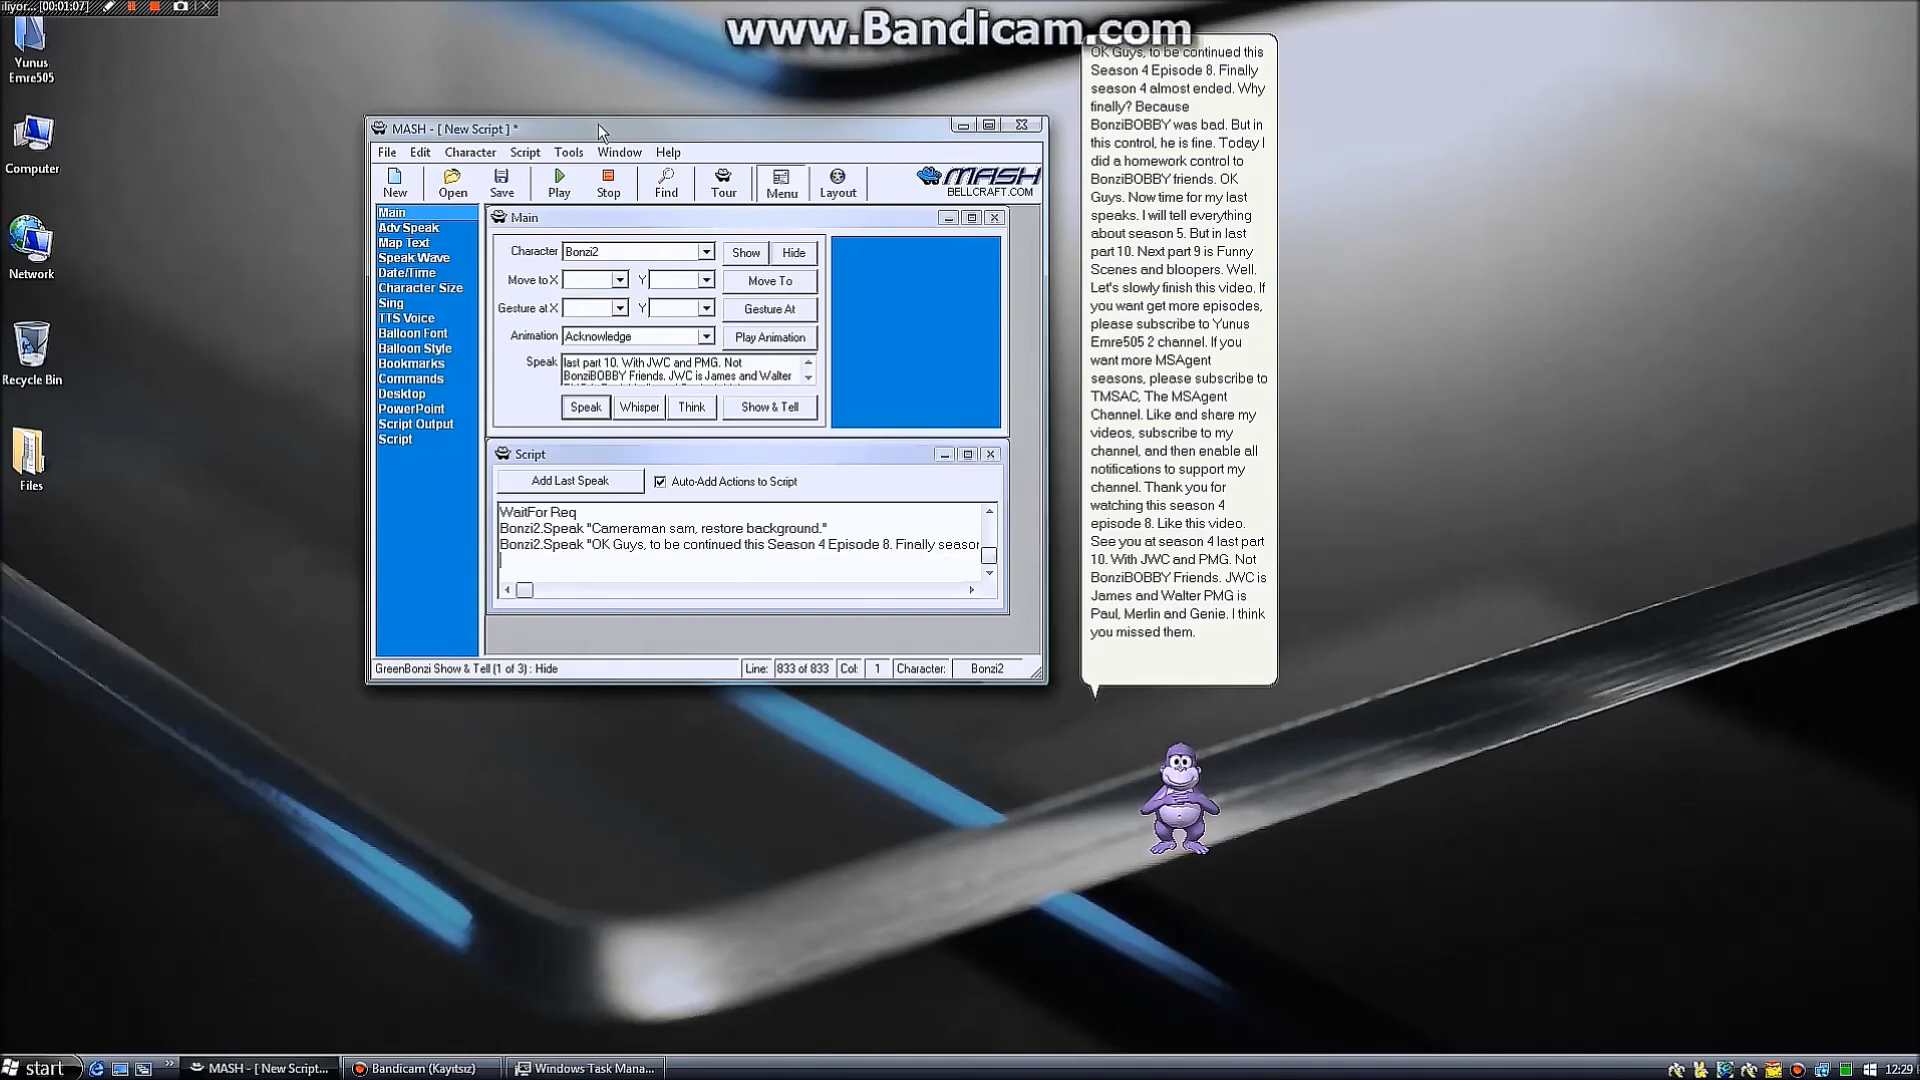 iliyor... [00:01:07]
www.Bandicam.com
Yunus
Emre505
Computer
Network
Recycle Bin
Files
MASH - [ New Script ] *
File Edit Character Script Tools Window Help
New Open Save Play Stop Find Tour Menu Layout
MASH
BELLCRAFT.COM
Main
Adv Speak
Map Text
Speak Wave
Date/Time
Character Size
Sing
TTS Voice
Balloon Font
Balloon Style
Bookmarks
Commands
Desktop
PowerPoint
Script Output
Script
Main
Character Bonzi2 Show Hide
Move to X Y Move To
Gesture at X Y Gesture At
Animation Acknowledge Play Animation
Speak last part 10. With JWC and PMG. Not
BonziBOBBY Friends. JWC is James and Walter
Speak Whisper Think Show & Tell
Script
Add Last Speak Auto-Add Actions to Script
WaitFor Req
Bonzi2.Speak "Cameraman sam, restore background."
Bonzi2.Speak "OK Guys, to be continued this Season 4 Episode 8. Finally season
GreenBonzi Show & Tell (1 of 3) : Hide Line: 833 of 833 Col: 1 Character: Bonzi2
OK Guys, to be continued this
Season 4 Episode 8. Finally
season 4 almost ended. Why
finally? Because
BonziBOBBY was bad. But in
this control, he is fine. Today I
did a homework control to
BonziBOBBY friends. OK
Guys. Now time for my last
speaks. I will tell everything
about season 5. But in last
part 10. Next part 9 is Funny
Scenes and bloopers. Well.
Let's slowly finish this video. If
you want get more episodes,
please subscribe to Yunus
Emre505 2 channel. If you
want more MSAgent
seasons, please subscribe to
TMSAC, The MSAgent
Channel. Like and share my
videos, subscribe to my
channel, and then enable all
notifications to support my
channel. Thank you for
watching this season 4
episode 8. Like this video.
See you at season 4 last part
10. With JWC and PMG. Not
BonziBOBBY Friends. JWC is
James and Walter PMG is
Paul, Merlin and Genie. I think
you missed them.
start MASH - [ New Script... Bandicam (Kayıtsız) Windows Task Mana... 12:29